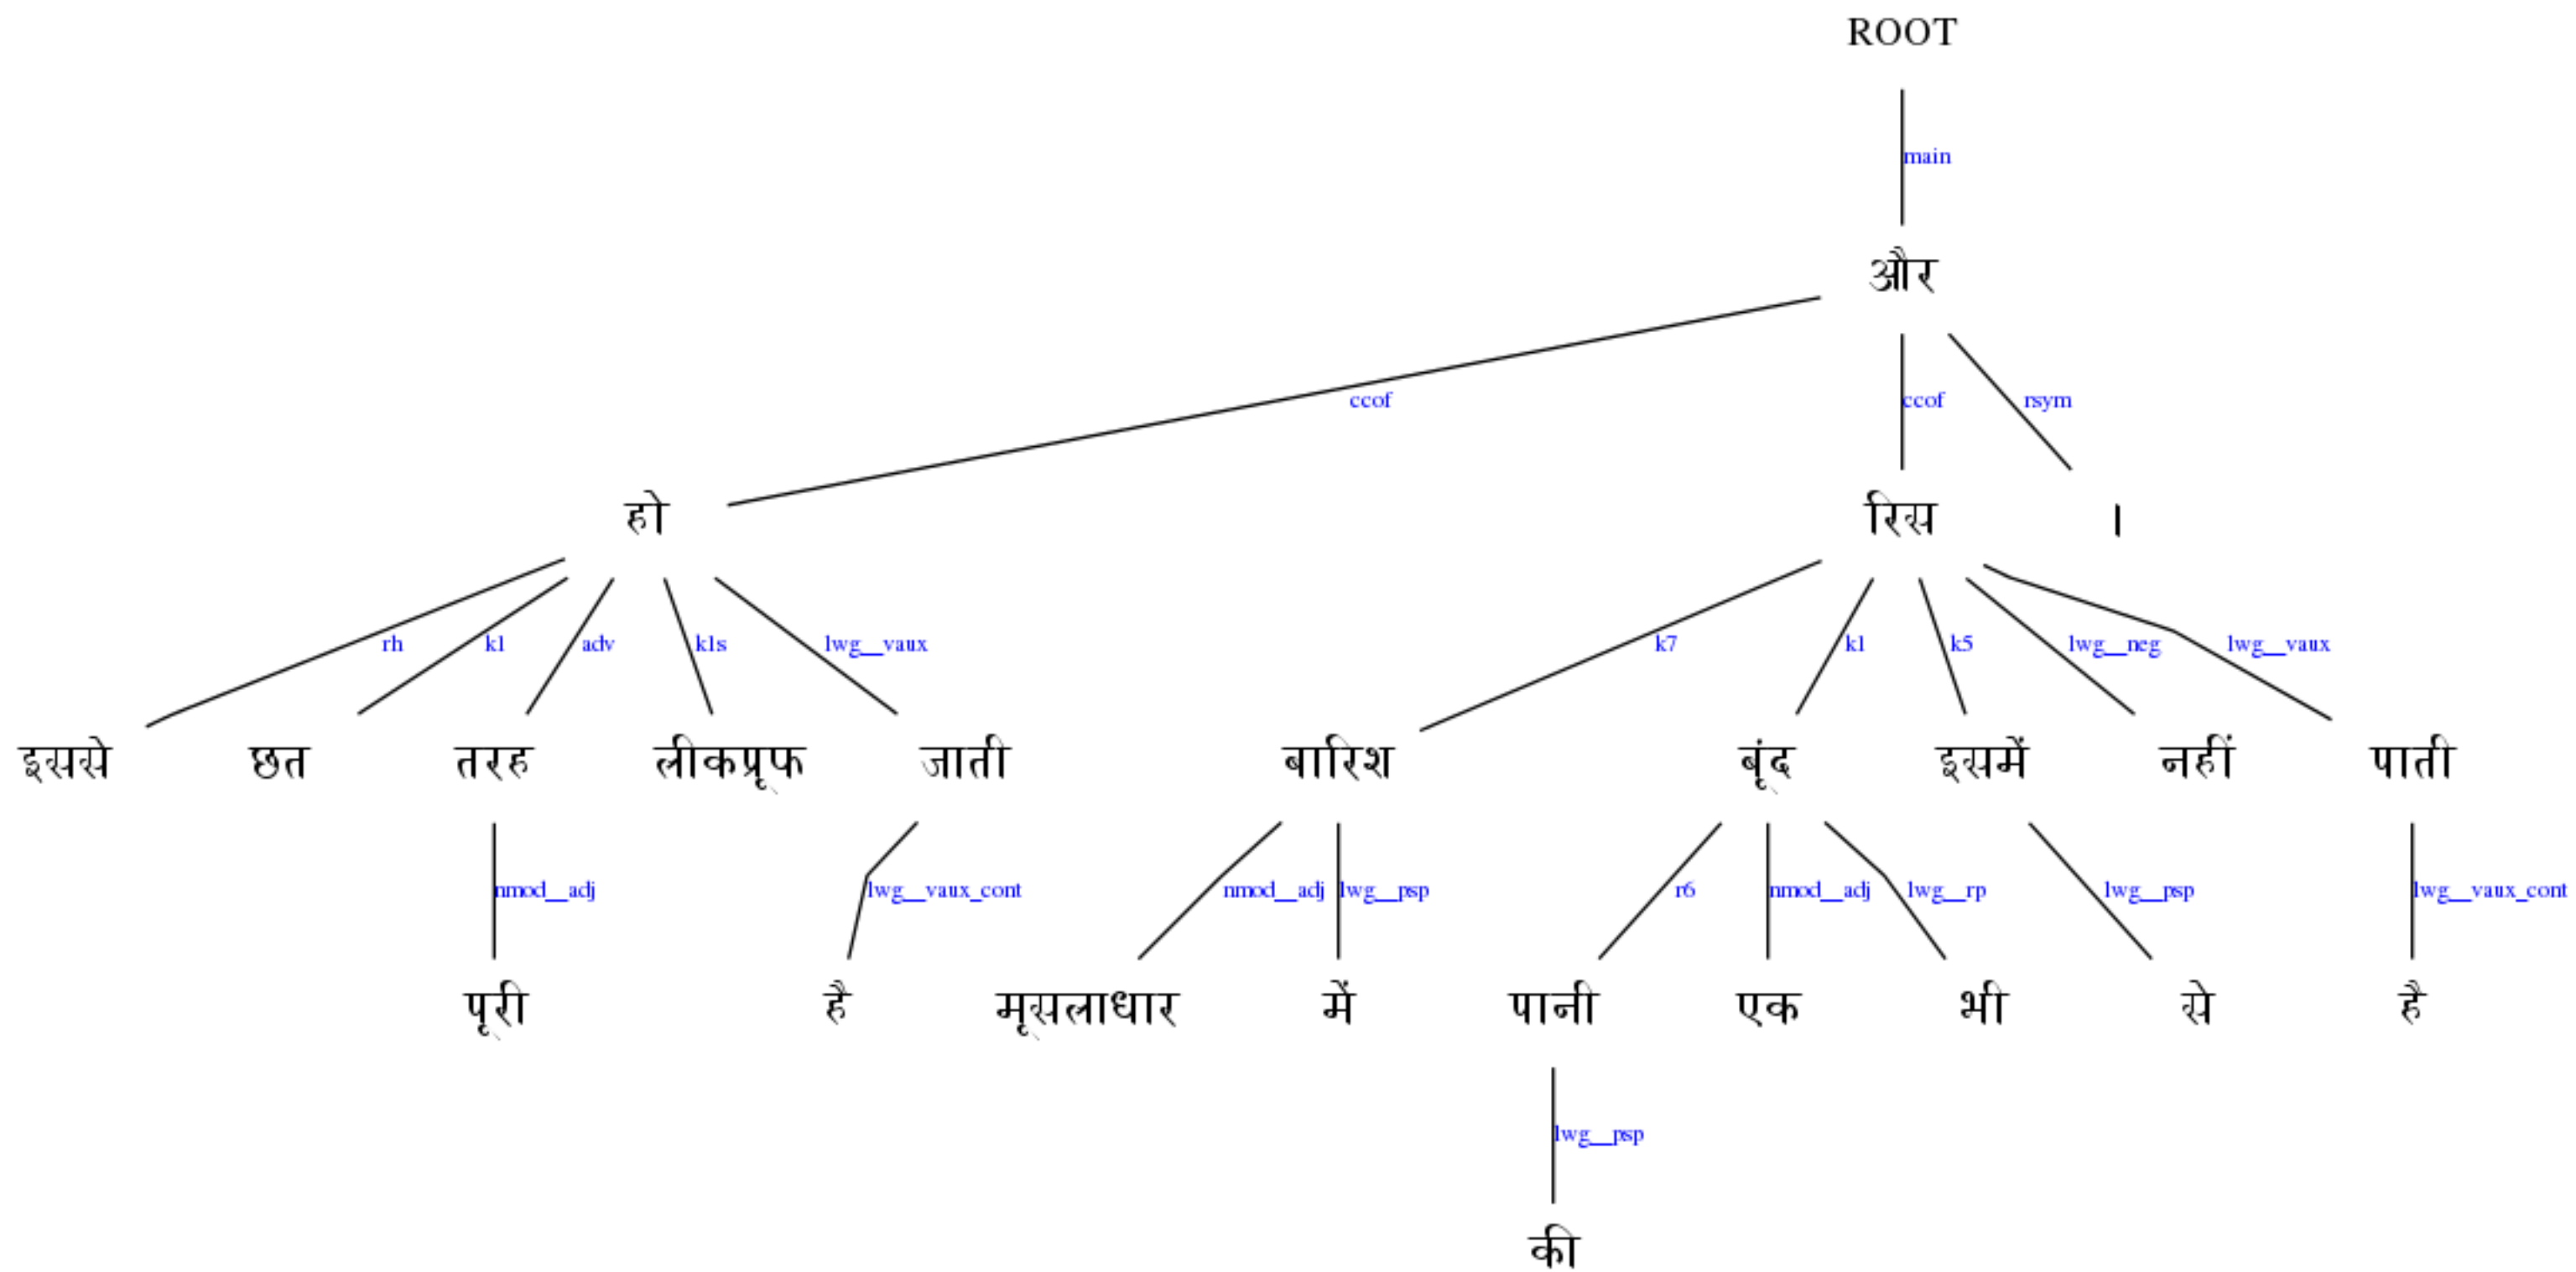 ROOT
main
और
ccof ccof rsym
हो रिस ।
rh k1 adv k1s lwg__vaux k7 k1 k5 lwg__neg lwg__vaux
इससे छत तरह लीकप्रूफ जाती बारिश बूंद इसमें नहीं पाती
nmod__adj lwg__vaux_cont nmod__adj lwg__psp r6 nmod__adj lwg__rp lwg__psp lwg__vaux_cont
पूरी है मूसलाधार में पानी एक भी से है
lwg__psp
की